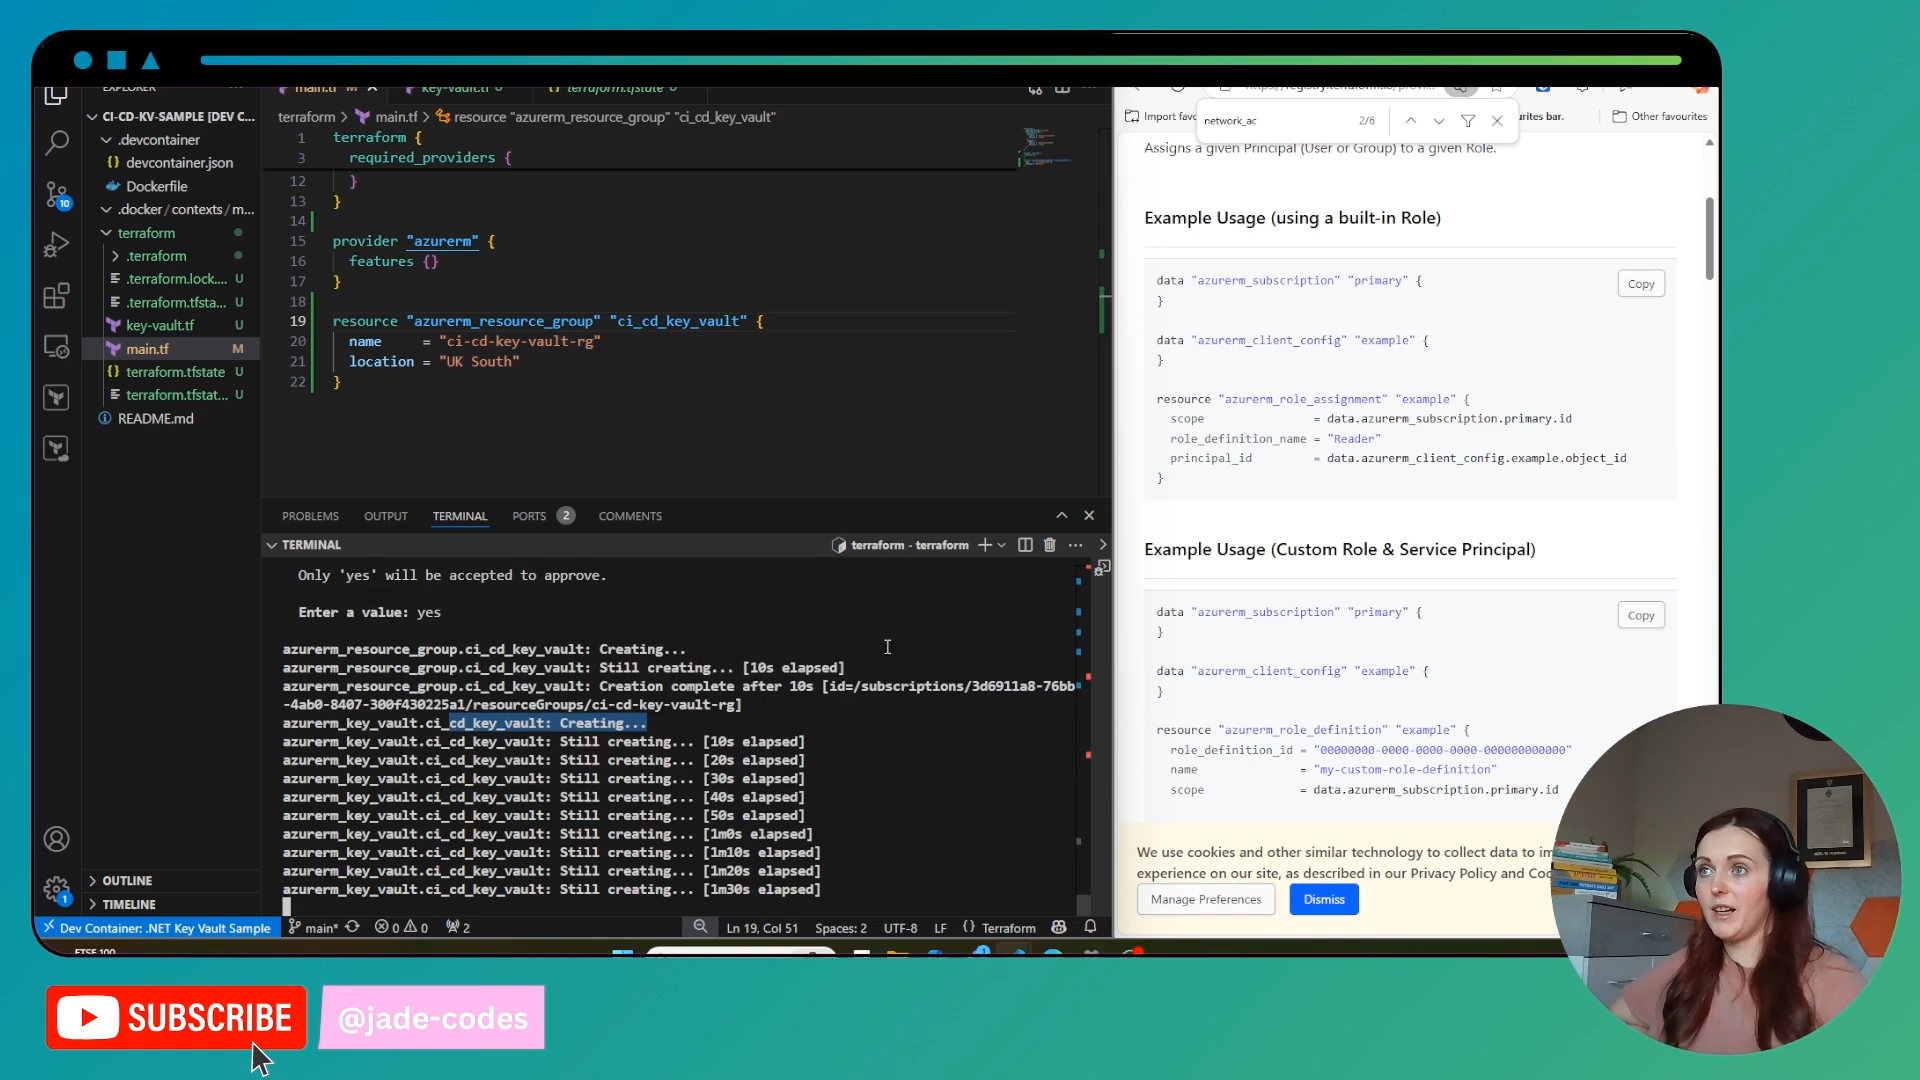 EXPLORER
CI-CD-KV-SAMPLE [DEV C...
.devcontainer
{} devcontainer.json
Dockerfile
.docker / contexts / m...
terraform
.terraform
.terraform.lock.... U
.terraform.tfsta... U
key-vault.tf U
main.tf M
{} terraform.tfstate U
terraform.tfstat... U
README.md
OUTLINE
TIMELINE
10
1
main.tf M
key-vault.tf U
{} terraform.tfstate U
terraform > main.tf > resource "azurerm_resource_group" "ci_cd_key_vault"
1 terraform {
3 required_providers {
12 }
13 }
14
15 provider "azurerm" {
16 features {}
17 }
18
19 resource "azurerm_resource_group" "ci_cd_key_vault" {
20 name = "ci-cd-key-vault-rg"
21 location = "UK South"
22 }
PROBLEMS OUTPUT TERMINAL PORTS 2 COMMENTS
TERMINAL
terraform - terraform
Only 'yes' will be accepted to approve.
Enter a value: yes
azurerm_resource_group.ci_cd_key_vault: Creating...
azurerm_resource_group.ci_cd_key_vault: Still creating... [10s elapsed]
azurerm_resource_group.ci_cd_key_vault: Creation complete after 10s [id=/subscriptions/3d6911a8-76bb
-4ab0-8407-300f430225a1/resourceGroups/ci-cd-key-vault-rg]
azurerm_key_vault.ci_cd_key_vault: Creating...
azurerm_key_vault.ci_cd_key_vault: Still creating... [10s elapsed]
azurerm_key_vault.ci_cd_key_vault: Still creating... [20s elapsed]
azurerm_key_vault.ci_cd_key_vault: Still creating... [30s elapsed]
azurerm_key_vault.ci_cd_key_vault: Still creating... [40s elapsed]
azurerm_key_vault.ci_cd_key_vault: Still creating... [50s elapsed]
azurerm_key_vault.ci_cd_key_vault: Still creating... [1m0s elapsed]
azurerm_key_vault.ci_cd_key_vault: Still creating... [1m10s elapsed]
azurerm_key_vault.ci_cd_key_vault: Still creating... [1m20s elapsed]
azurerm_key_vault.ci_cd_key_vault: Still creating... [1m30s elapsed]
Dev Container: .NET Key Vault Sample main* 0 0 2 Ln 19, Col 51 Spaces: 2 UTF-8 LF {} Terraform
FTSE 100
https://registry.terraform.io/provi...
Import favo
network_ac 2/6
urites bar.
Other favourites
Assigns a given Principal (User or Group) to a given Role.
Example Usage (using a built-in Role)
Copy
data "azurerm_subscription" "primary" {
}
data "azurerm_client_config" "example" {
}
resource "azurerm_role_assignment" "example" {
scope = data.azurerm_subscription.primary.id
role_definition_name = "Reader"
principal_id = data.azurerm_client_config.example.object_id
}
Example Usage (Custom Role & Service Principal)
Copy
data "azurerm_subscription" "primary" {
}
data "azurerm_client_config" "example" {
}
resource "azurerm_role_definition" "example" {
role_definition_id = "00000000-0000-0000-0000-000000000000"
name = "my-custom-role-definition"
scope = data.azurerm_subscription.primary.id
We use cookies and other similar technology to collect data to im
experience on our site, as described in our Privacy Policy and Coo
Manage Preferences
Dismiss
SUBSCRIBE
@jade-codes